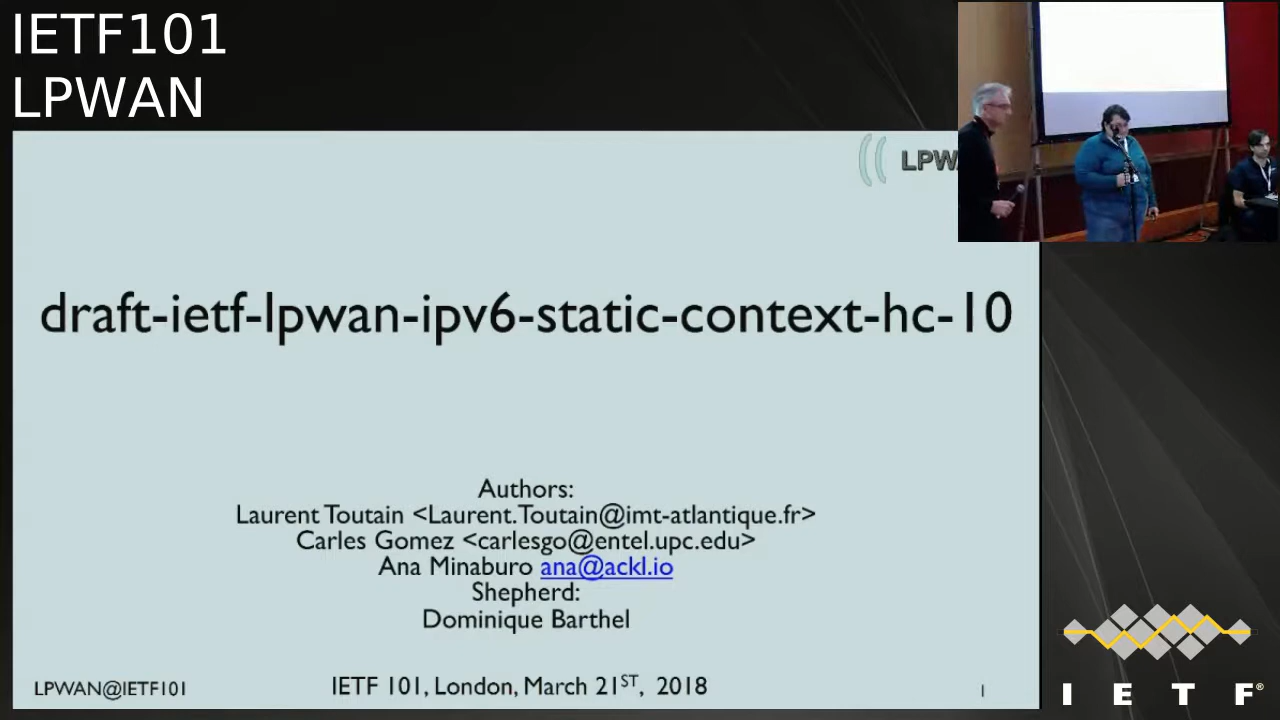 IETF101
LPWAN
LPW
draft-ietf-lpwan-ipv6-static-context-hc-10
Authors:
Laurent Toutain <Laurent.Toutain@imt-atlantique.fr>
Carles Gomez <carlesgo@entel.upc.edu>
Ana Minaburo ana@ackl.io
Shepherd:
Dominique Barthel
LPWAN@IETF101
IETF 101, London, March 21ST, 2018
1
I E T F®